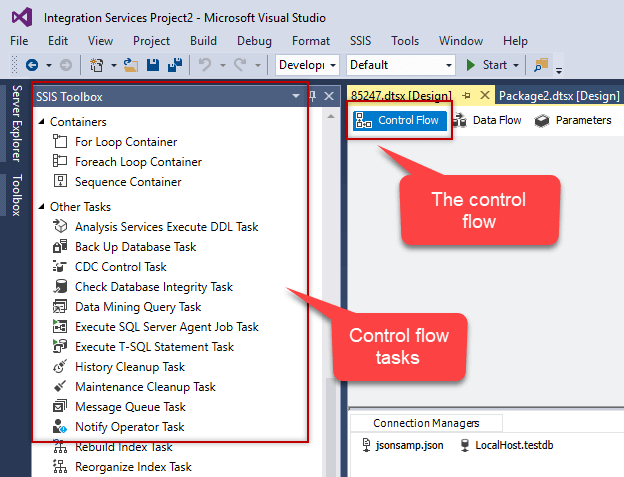 Integration Services Project2 - Microsoft Visual Studio
File Edit View Project Build Debug Format SSIS Tools Window Help
Developi Default Start
Server Explorer
Toolbox
SSIS Toolbox
85247.dtsx [Design] Package2.dtsx [Design]
Control Flow Data Flow Parameters
Containers
For Loop Container
Foreach Loop Container
Sequence Container
The control
flow
Other Tasks
Analysis Services Execute DDL Task
Back Up Database Task
CDC Control Task
Check Database Integrity Task
Data Mining Query Task
Execute SQL Server Agent Job Task
Execute T-SQL Statement Task
History Cleanup Task
Maintenance Cleanup Task
Message Queue Task
Notify Operator Task
Rebuild Index Task
Reorganize Index Task
Control flow
tasks
Connection Managers
jsonsamp.json LocalHost.testdb